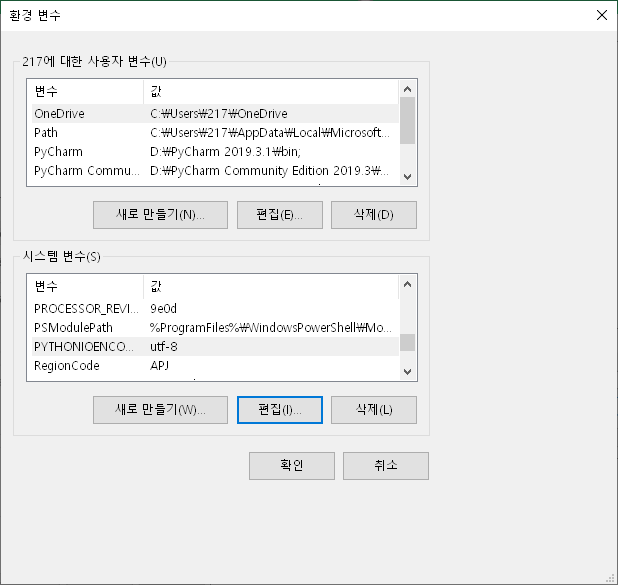 환경 변수
217에 대한 사용자 변수(U)
변수 값
OneDrive C:₩Users₩217₩OneDrive
Path C:₩Users₩217₩AppData₩Local₩Microsoft...
PyCharm D:₩PyCharm 2019.3.1₩bin;
PyCharm Commu... D:₩PyCharm Community Edition 2019.3₩...
새로 만들기(N)... 편집(E)... 삭제(D)
시스템 변수(S)
변수 값
PROCESSOR_REVI... 9e0d
PSModulePath %ProgramFiles%₩WindowsPowerShell₩Mo...
PYTHONIOENCO... utf-8
RegionCode APJ
새로 만들기(W)... 편집(I)... 삭제(L)
확인 취소